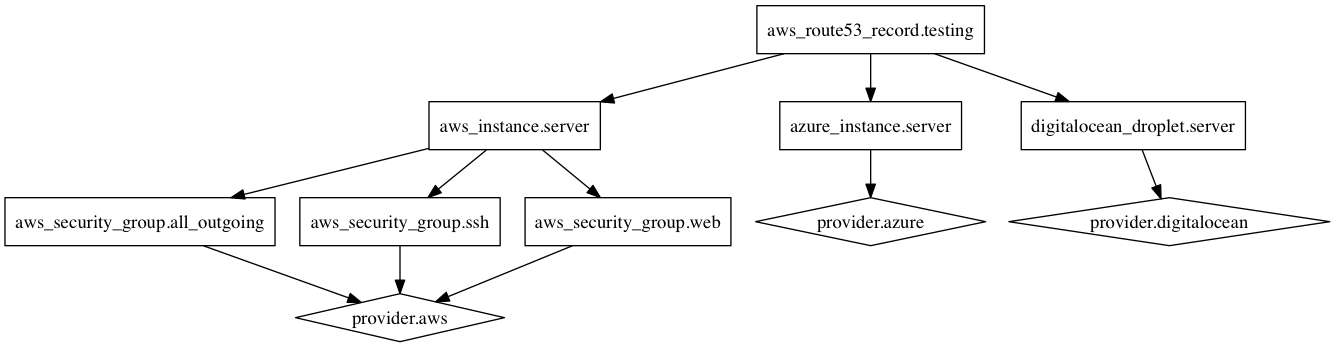 aws_route53_record.testing
aws_instance.server
azure_instance.server
digitalocean_droplet.server
aws_security_group.all_outgoing
aws_security_group.ssh
aws_security_group.web
provider.azure
provider.digitalocean
provider.aws